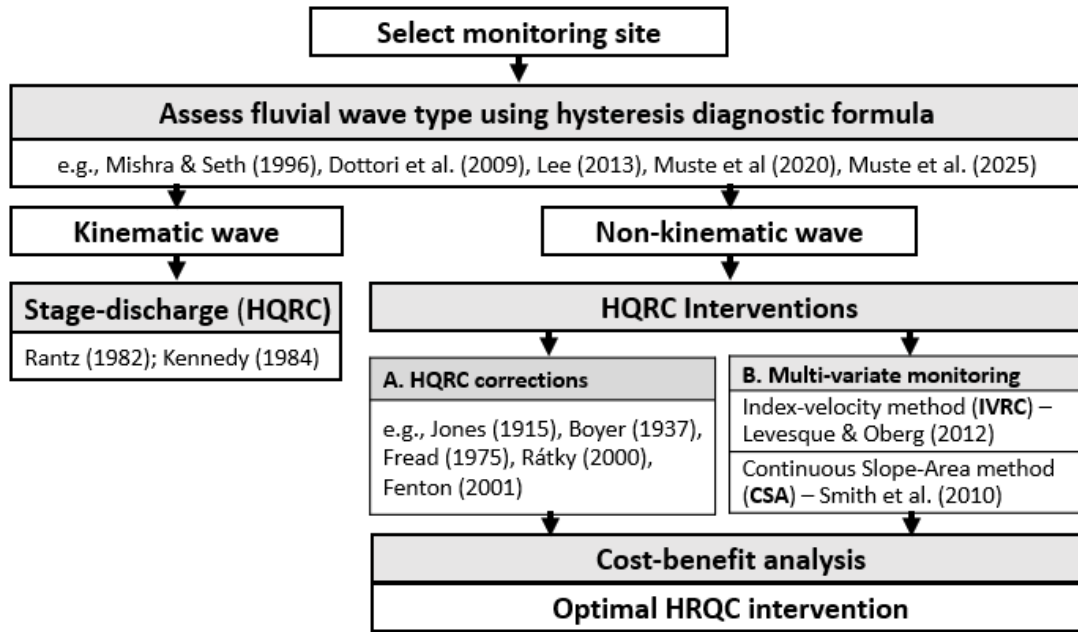 Select monitoring site
Assess fluvial wave type using hysteresis diagnostic formula
e.g., Mishra & Seth (1996), Dottori et al. (2009), Lee (2013), Muste et al (2020), Muste et al. (2025)
Kinematic wave
Non-kinematic wave
Stage-discharge (HQRC)
Rantz (1982); Kennedy (1984)
HQRC Interventions
A. HQRC corrections
e.g., Jones (1915), Boyer (1937),
Fread (1975), Rátky (2000),
Fenton (2001)
B. Multi-variate monitoring
Index-velocity method (IVRC) –
Levesque & Oberg (2012)
Continuous Slope-Area method
(CSA) – Smith et al. (2010)
Cost-benefit analysis
Optimal HRQC intervention